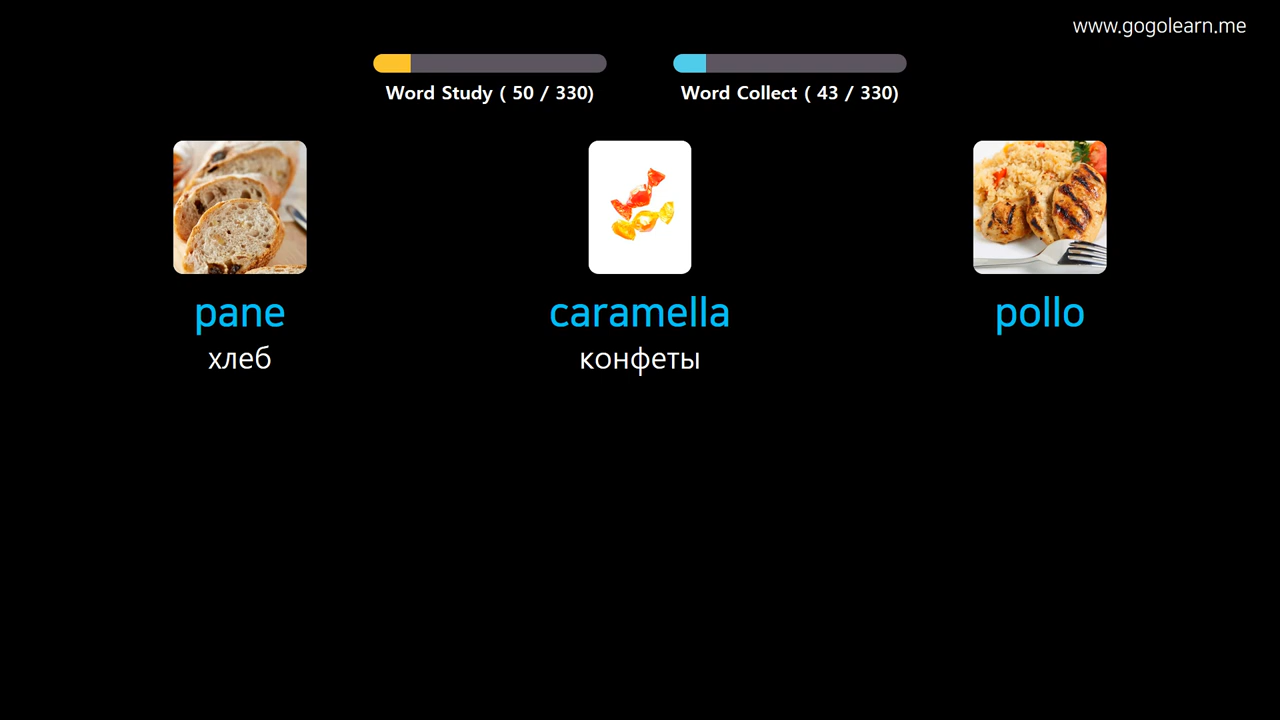 www.gogolearn.me
Word Study ( 50 / 330)
Word Collect ( 43 / 330)
pane
caramella
pollo
хлеб
конфеты